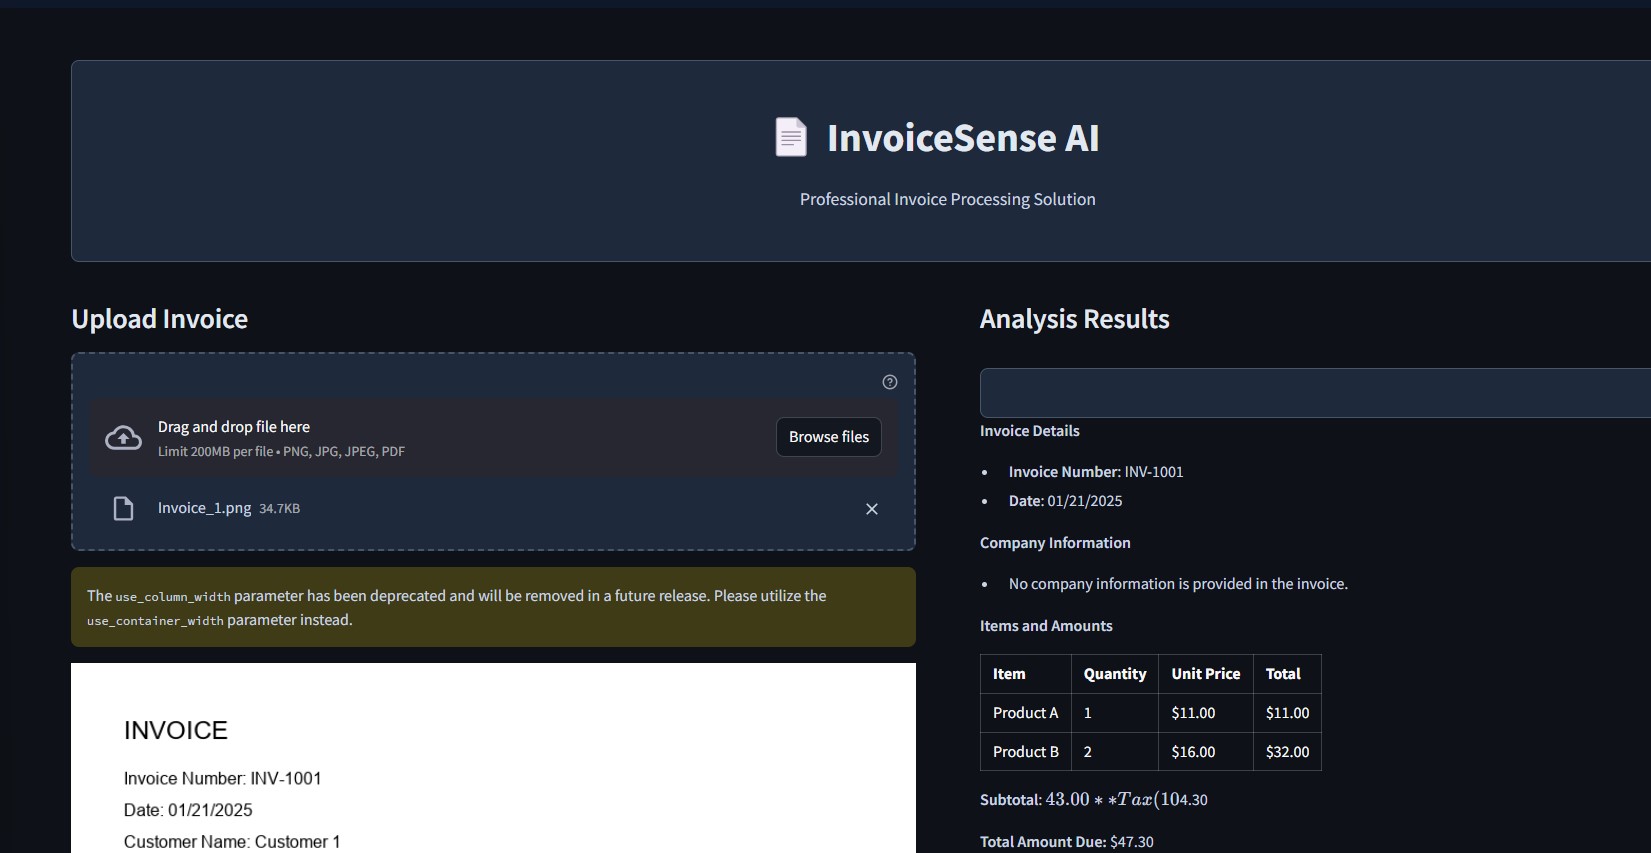 InvoiceSense AI
Professional Invoice Processing Solution
Upload Invoice
Drag and drop file here
Limit 200MB per file • PNG, JPG, JPEG, PDF
Browse files
Invoice_1.png 34.7KB
The use_column_width parameter has been deprecated and will be removed in a future release. Please utilize the
use_container_width parameter instead.
INVOICE
Invoice Number: INV-1001
Date: 01/21/2025
Customer Name: Customer 1
Analysis Results
Invoice Details
• Invoice Number: INV-1001
• Date: 01/21/2025
Company Information
• No company information is provided in the invoice.
Items and Amounts
Item Quantity Unit Price Total
Product A 1 $11.00 $11.00
Product B 2 $16.00 $32.00
Subtotal: 43.00 ∗ ∗Tax(104.30
Total Amount Due: $47.30